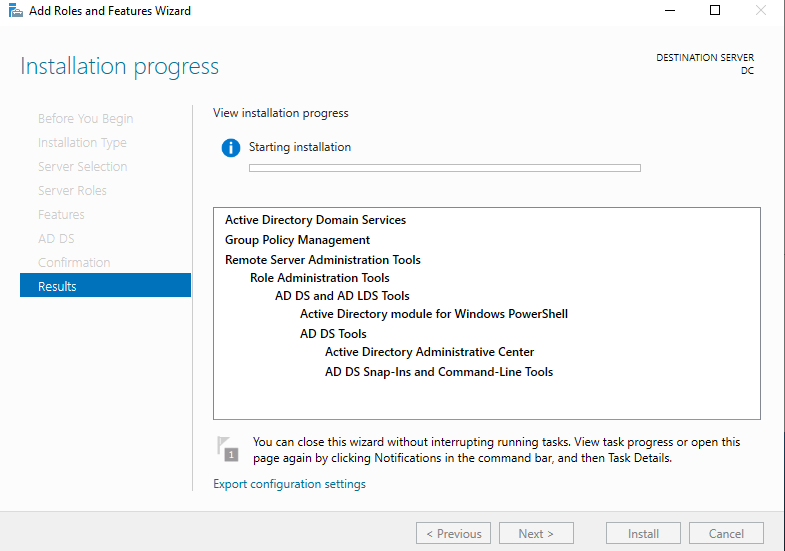 Add Roles and Features Wizard
Installation progress
DESTINATION SERVER
DC
Before You Begin
Installation Type
Server Selection
Server Roles
Features
AD DS
Confirmation
Results
View installation progress
Starting installation
Active Directory Domain Services
Group Policy Management
Remote Server Administration Tools
Role Administration Tools
AD DS and AD LDS Tools
Active Directory module for Windows PowerShell
AD DS Tools
Active Directory Administrative Center
AD DS Snap-Ins and Command-Line Tools
1
You can close this wizard without interrupting running tasks. View task progress or open this
page again by clicking Notifications in the command bar, and then Task Details.
Export configuration settings
< Previous
Next >
Install
Cancel